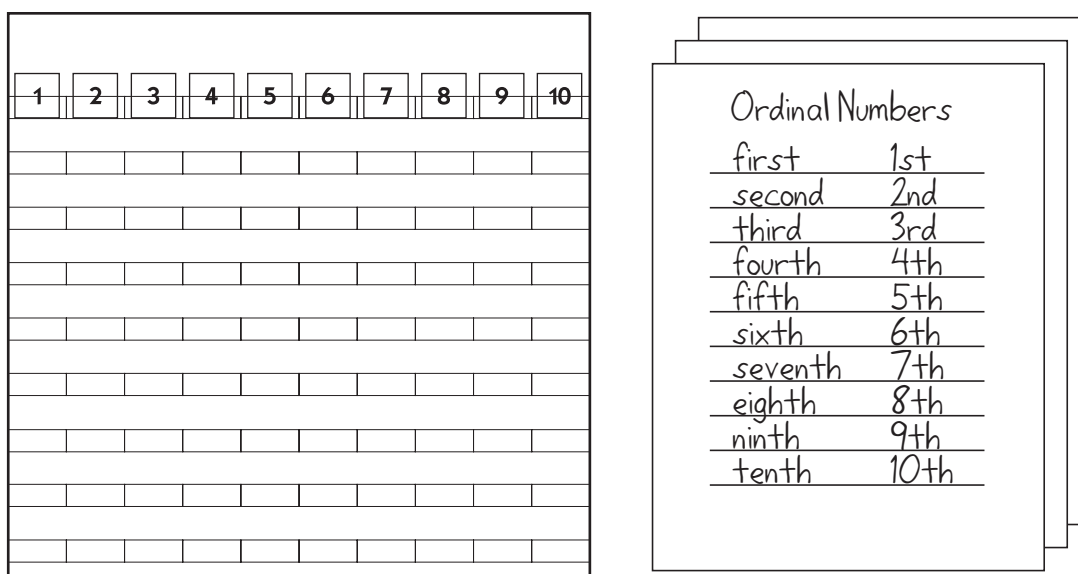 1 2 3 4 5 6 7 8 9 10
Ordinal Numbers
first 1st
second 2nd
third 3rd
fourth 4th
fifth 5th
sixth 6th
seventh 7th
eighth 8th
ninth 9th
tenth 10th